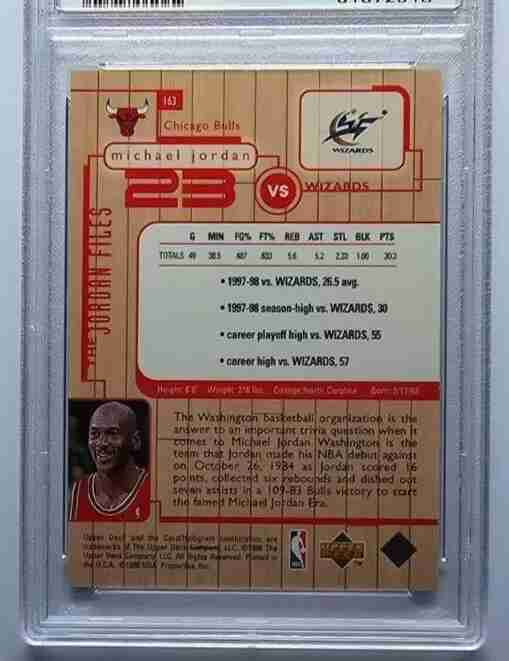 163
Chicago Bulls
michael jordan
23
VS
WIZARDS
WIZARDS
THE JORDAN FILES
G MIN FG% FT% REB AST STL BLK PTS
TOTALS 49 38.5 .487 .833 5.6 5.2 2.33 1.00
• 1997-98 vs. WIZARDS, 26.5 avg.
• 1997-98 season-high vs. WIZARDS, 30
• career playoff high vs. WIZARDS, 55
• career high vs. WIZARDS, 57
Height: 6'6" Weight: 216 lbs. College: North Carolina Born: 2/17/63
The Washington basketball organization is the
answer to an important trivia question when it
comes to Michael Jordan. Washington is the
team that Jordan made his NBA debut against
on October 26, 1984 as Jordan scored 16
points, collected six rebounds and dished out
seven assists in a 109-83 Bulls victory to start
the famed Michael Jordan Era.
Upper Deck and the Card/hologram combination are
trademarks of The Upper Deck Company, LLC. ©1998 The
Upper Deck Company, LLC. All Rights Reserved. Printed in
the U.S.A. ©1998 NBA Properties, Inc.
UPPER DECK